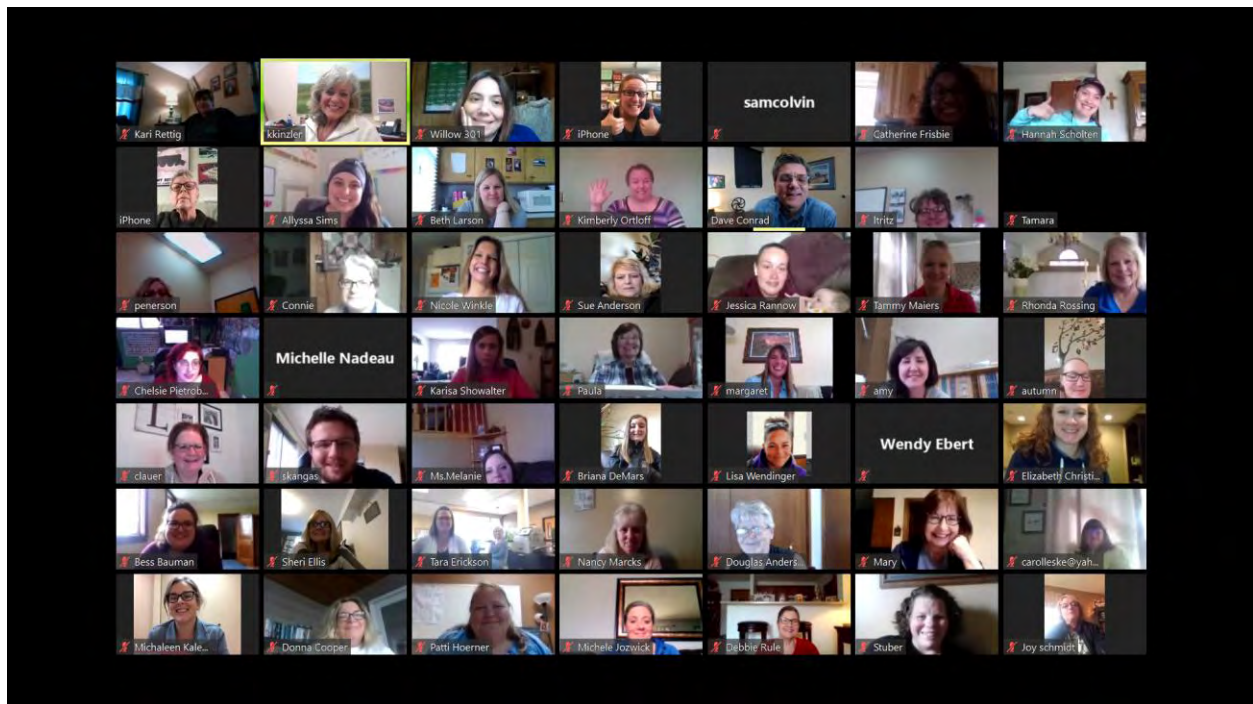 Kari Rettig
kkinzler
Willow 301
iPhone
samcolvin
Catherine Frisbie
Hannah Scholten
iPhone
Allyssa Sims
Beth Larson
Kimberly Ortloff
Dave Conrad
ltritz
Tamara
penerson
Connie
Nicole Winkle
Sue Anderson
Jessica Rannow
Tammy Maiers
Rhonda Rossing
Chelsie Pietrob...
Michelle Nadeau
Karisa Showalter
Paula
margaret
amy
autumn
clauer
skangas
Ms.Melanie
Briana DeMars
Lisa Wendinger
Wendy Ebert
Elizabeth Christi...
Bess Bauman
Sheri Ellis
Tara Erickson
Nancy Marcks
Douglas Anders...
Mary
carolleske@yah...
Michaleen Kale...
Donna Cooper
Patti Hoerner
Michele Jozwick
Debbie Rule
Stuber
Joy schmidt